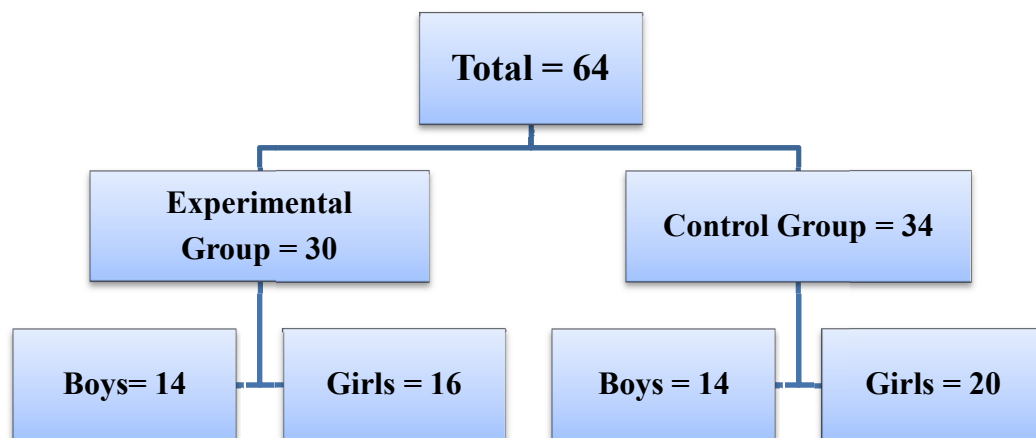 Total = 64
Experimental
Group = 30
Control Group = 34
Boys= 14
Girls = 16
Boys = 14
Girls = 20